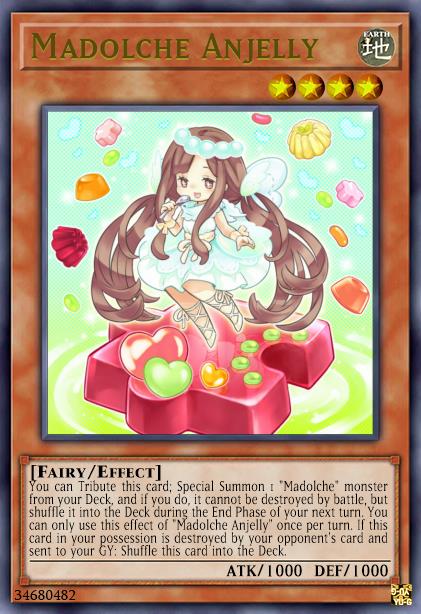 Madolche Anjelly
EARTH
地
[Fairy/Effect]
You can Tribute this card; Special Summon 1 "Madolche" monster
from your Deck, and if you do, it cannot be destroyed by battle, but
shuffle it into the Deck during the End Phase of your next turn. You
can only use this effect of "Madolche Anjelly" once per turn. If this
card in your possession is destroyed by your opponent's card and
sent to your GY: Shuffle this card into the Deck.
ATK/1000 DEF/1000
34680482